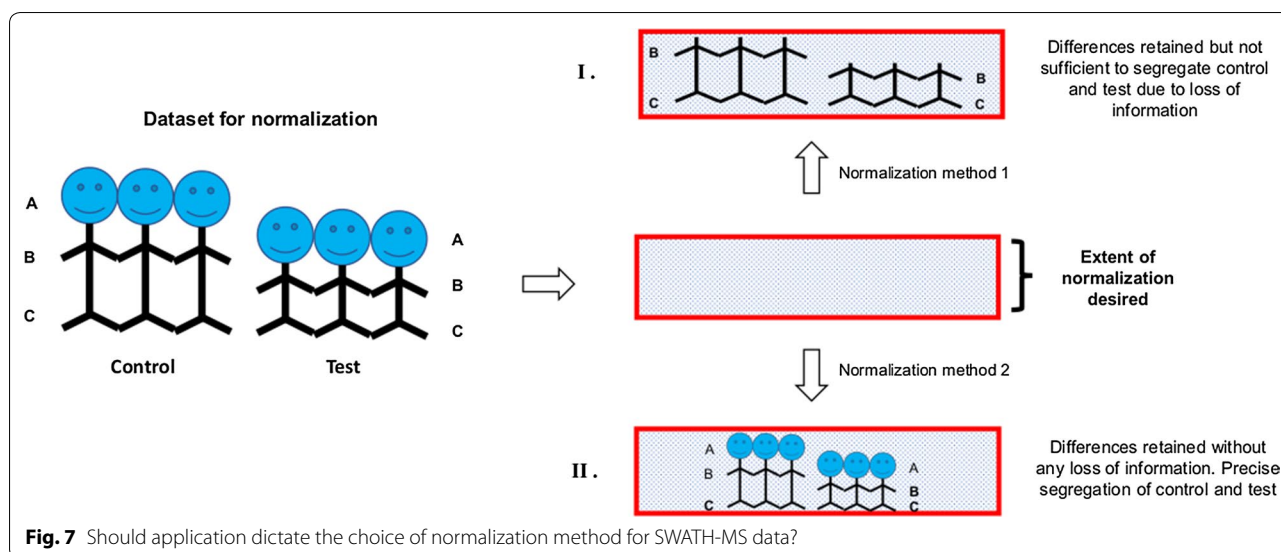 Dataset for normalization
A
B
C
A
B
C
Control
Test
I .
B
C
B
C
Differences retained but not
sufficient to segregate control
and test due to loss of
information
Normalization method 1
Extent of
normalization
desired
Normalization method 2
II .
A
B
C
A
B
C
Differences retained without
any loss of information. Precise
segregation of control and test
Fig. 7 Should application dictate the choice of normalization method for SWATH-MS data?